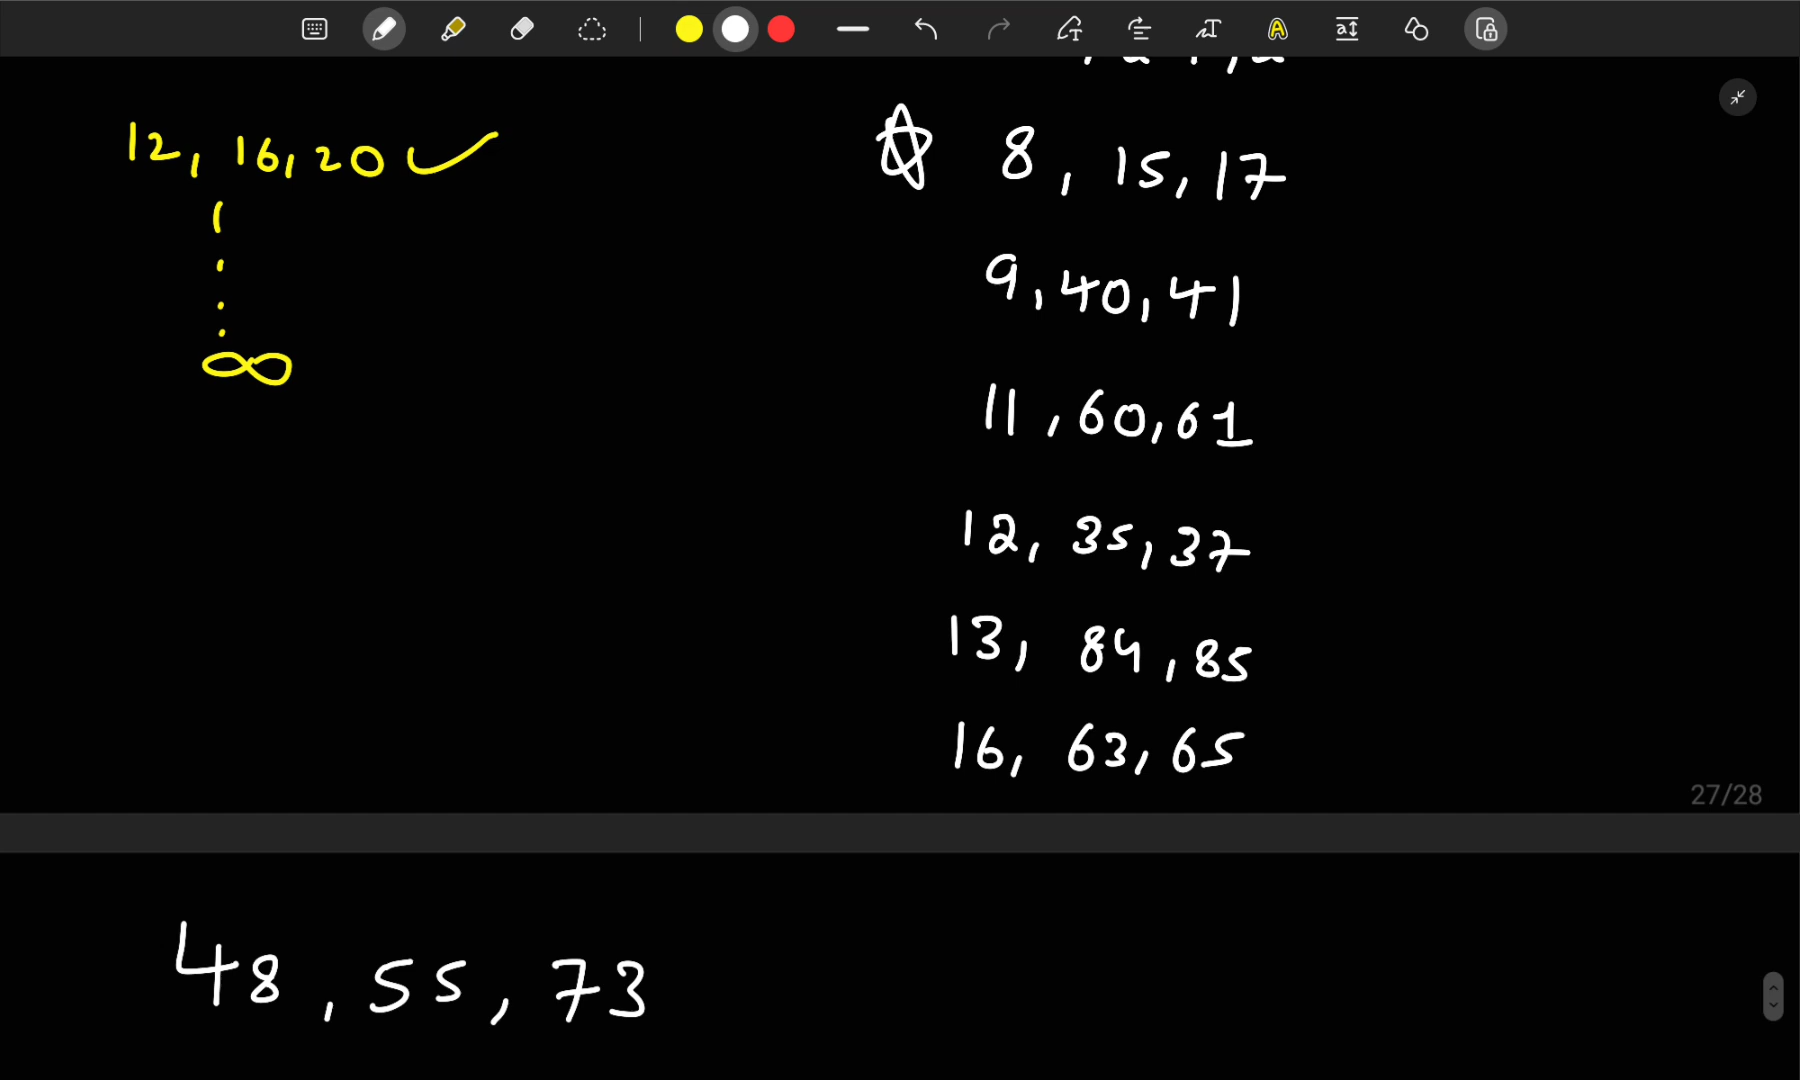 12, 16, 20
∞
8, 15, 17
9, 40, 41
11, 60, 61
12, 35, 37
13, 84, 85
16, 63, 65
27/28
48, 55, 73